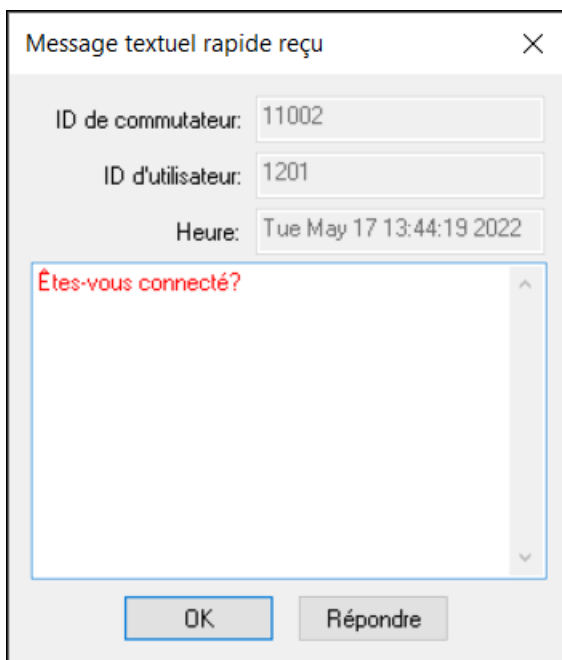 Message textuel rapide reçu
ID de commutateur: 11002
ID d'utilisateur: 1201
Heure: Tue May 17 13:44:19 2022
Êtes-vous connecté?
OK Répondre